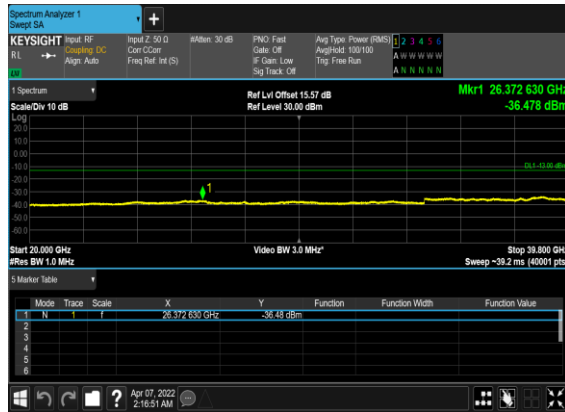 Spectrum Analyzer 1
Swept SA
+
KEYSIGHT Input: RF Input Z: 50 Ω #Atten: 30 dB PNO: Fast Avg Type: Power (RMS) 1 2 3 4 5 6
RL Coupling: DC Corr CCorr Gate: Off Avg|Hold: 100/100 A W W W W W
Align: Auto Freq Ref: Int (S) IF Gain: Low Trig: Free Run
Sig Track: Off A N N N N N
LU
1 Spectrum Ref Lvl Offset 15.57 dB Mkr1 26.372 630 GHz
Scale/Div 10 dB Ref Level 30.00 dBm -36.478 dBm
Log
20.0
10.0
0.00
-10.0 DL1 -13.00 dBm
-20.0
-30.0 1
-40.0
-50.0
-60.0
Start 20.000 GHz Video BW 3.0 MHz* Stop 39.800 GHz
#Res BW 1.0 MHz Sweep ~39.2 ms (40001 pts)
5 Marker Table
Mode Trace Scale X Y Function Function Width Function Value
1 N 1 f 26.372 630 GHz -36.48 dBm
2
3
4
5
6
? Apr 07, 2022
2:16:51 AM